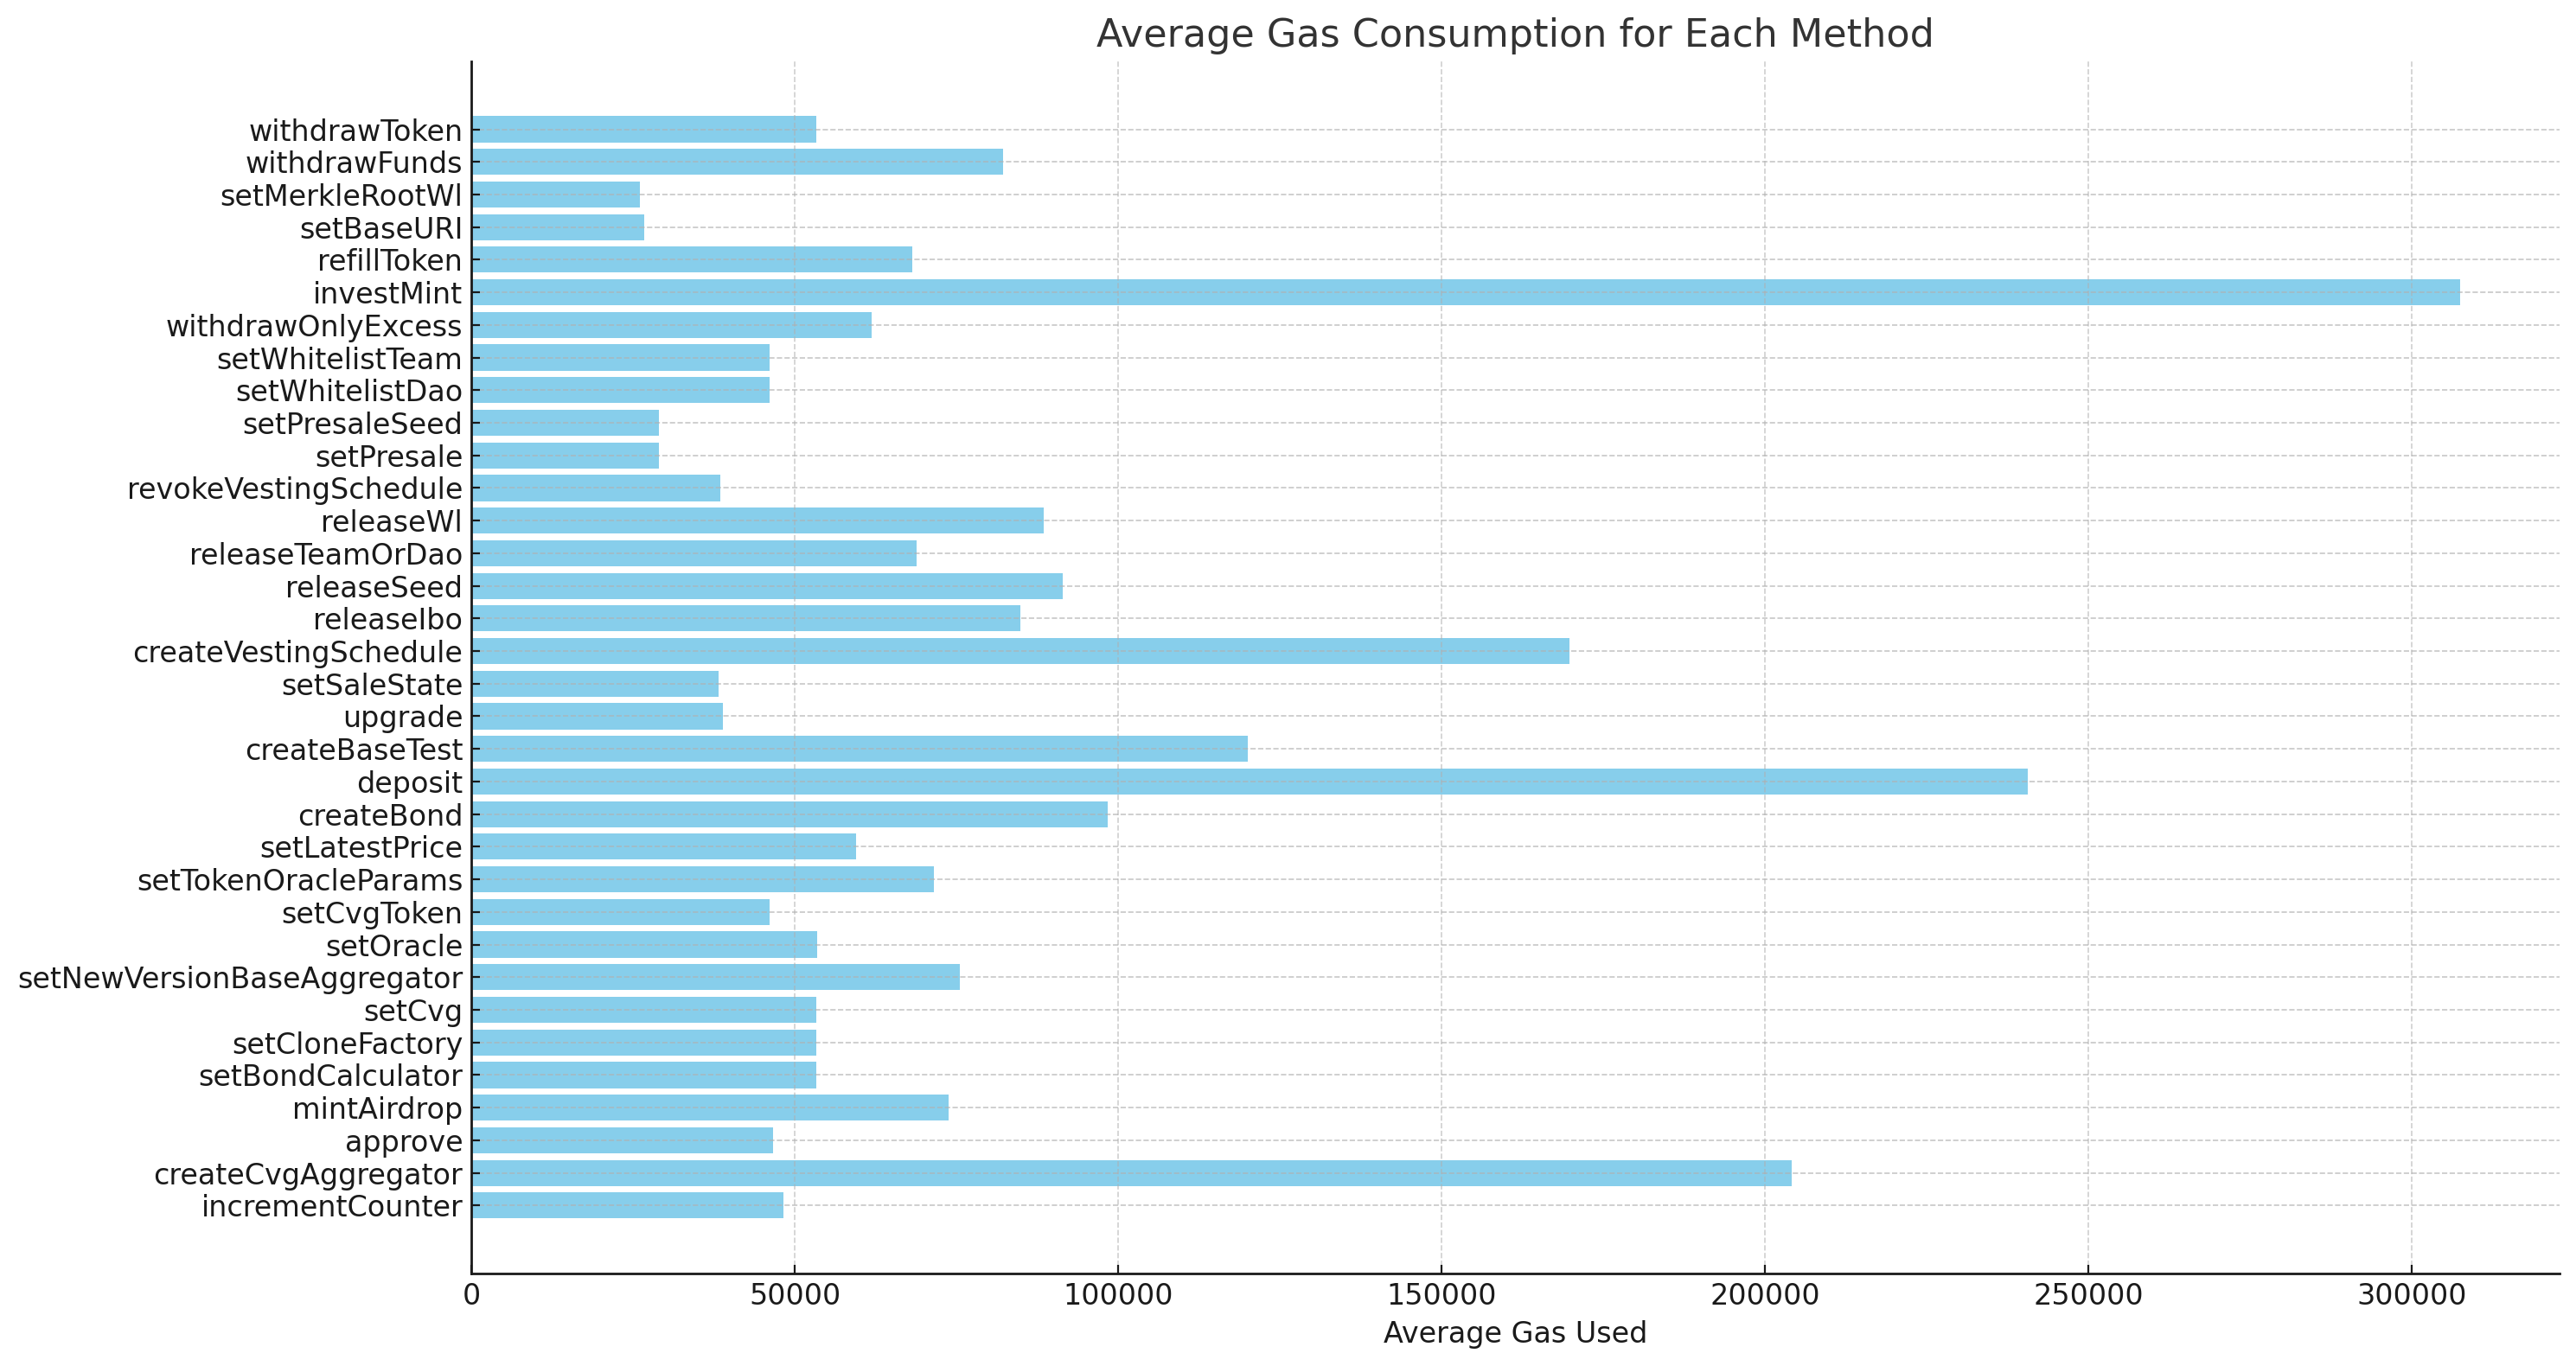 Average Gas Consumption for Each Method
withdrawToken
withdrawFunds
setMerkleRootWl
setBaseURI
refillToken
investMint
withdrawOnlyExcess
setWhitelistTeam
setWhitelistDao
setPresaleSeed
setPresale
revokeVestingSchedule
releaseWl
releaseTeamOrDao
releaseSeed
releaseIbo
createVestingSchedule
setSaleState
upgrade
createBaseTest
deposit
createBond
setLatestPrice
setTokenOracleParams
setCvgToken
setOracle
setNewVersionBaseAggregator
setCvg
setCloneFactory
setBondCalculator
mintAirdrop
approve
createCvgAggregator
incrementCounter
0 50000 100000 150000 200000 250000 300000
Average Gas Used